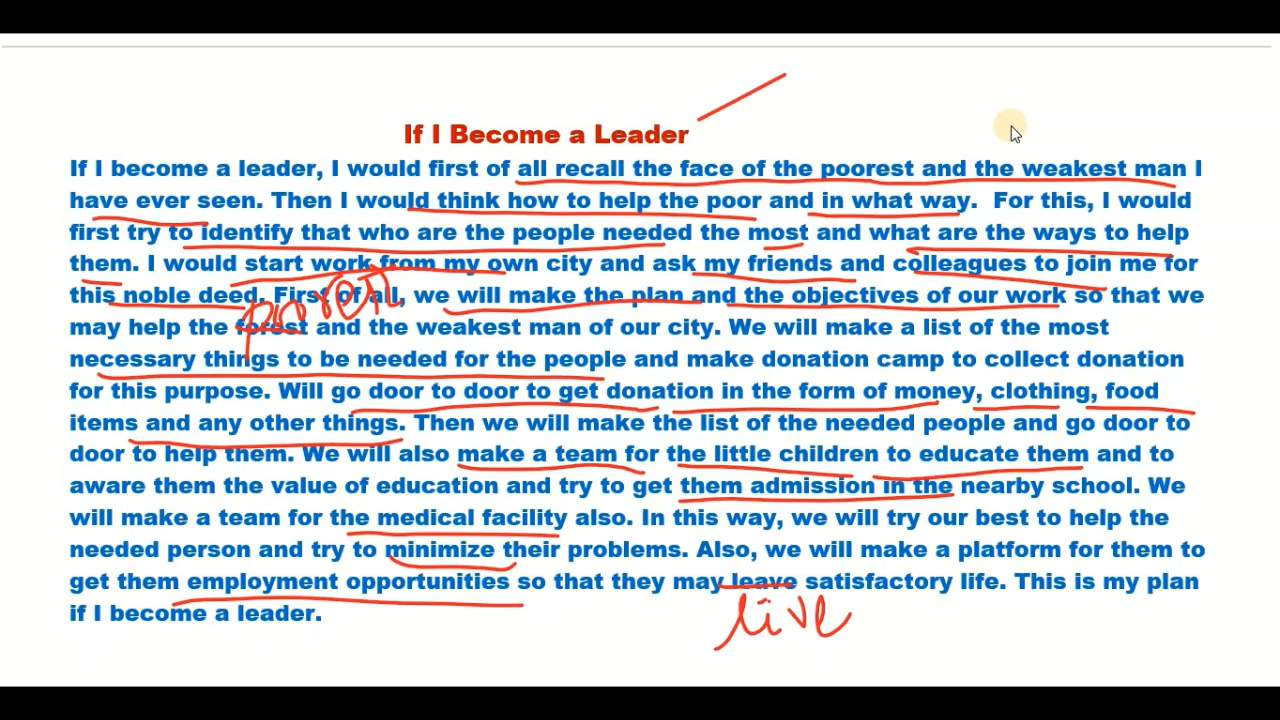 If I Become a Leader
If I become a leader, I would first of all recall the face of the poorest and the weakest man I
have ever seen. Then I would think how to help the poor and in what way. For this, I would
first try to identify that who are the people needed the most and what are the ways to help
them. I would start work from my own city and ask my friends and colleagues to join me for
this noble deed. First of all, we will make the plan and the objectives of our work so that we
may help the forest and the weakest man of our city. We will make a list of the most
necessary things to be needed for the people and make donation camp to collect donation
for this purpose. Will go door to door to get donation in the form of money, clothing, food
items and any other things. Then we will make the list of the needed people and go door to
door to help them. We will also make a team for the little children to educate them and to
aware them the value of education and try to get them admission in the nearby school. We
will make a team for the medical facility also. In this way, we will try our best to help the
needed person and try to minimize their problems. Also, we will make a platform for them to
get them employment opportunities so that they may leave satisfactory life. This is my plan
if I become a leader.
live